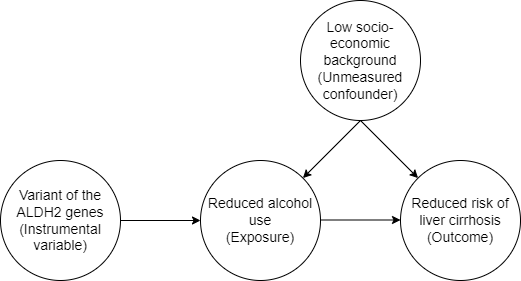 Low socio-
economic
background
(Unmeasured
confounder)
Variant of the
ALDH2 genes
(Instrumental
variable)
Reduced alcohol
use
(Exposure)
Reduced risk of
liver cirrhosis
(Outcome)